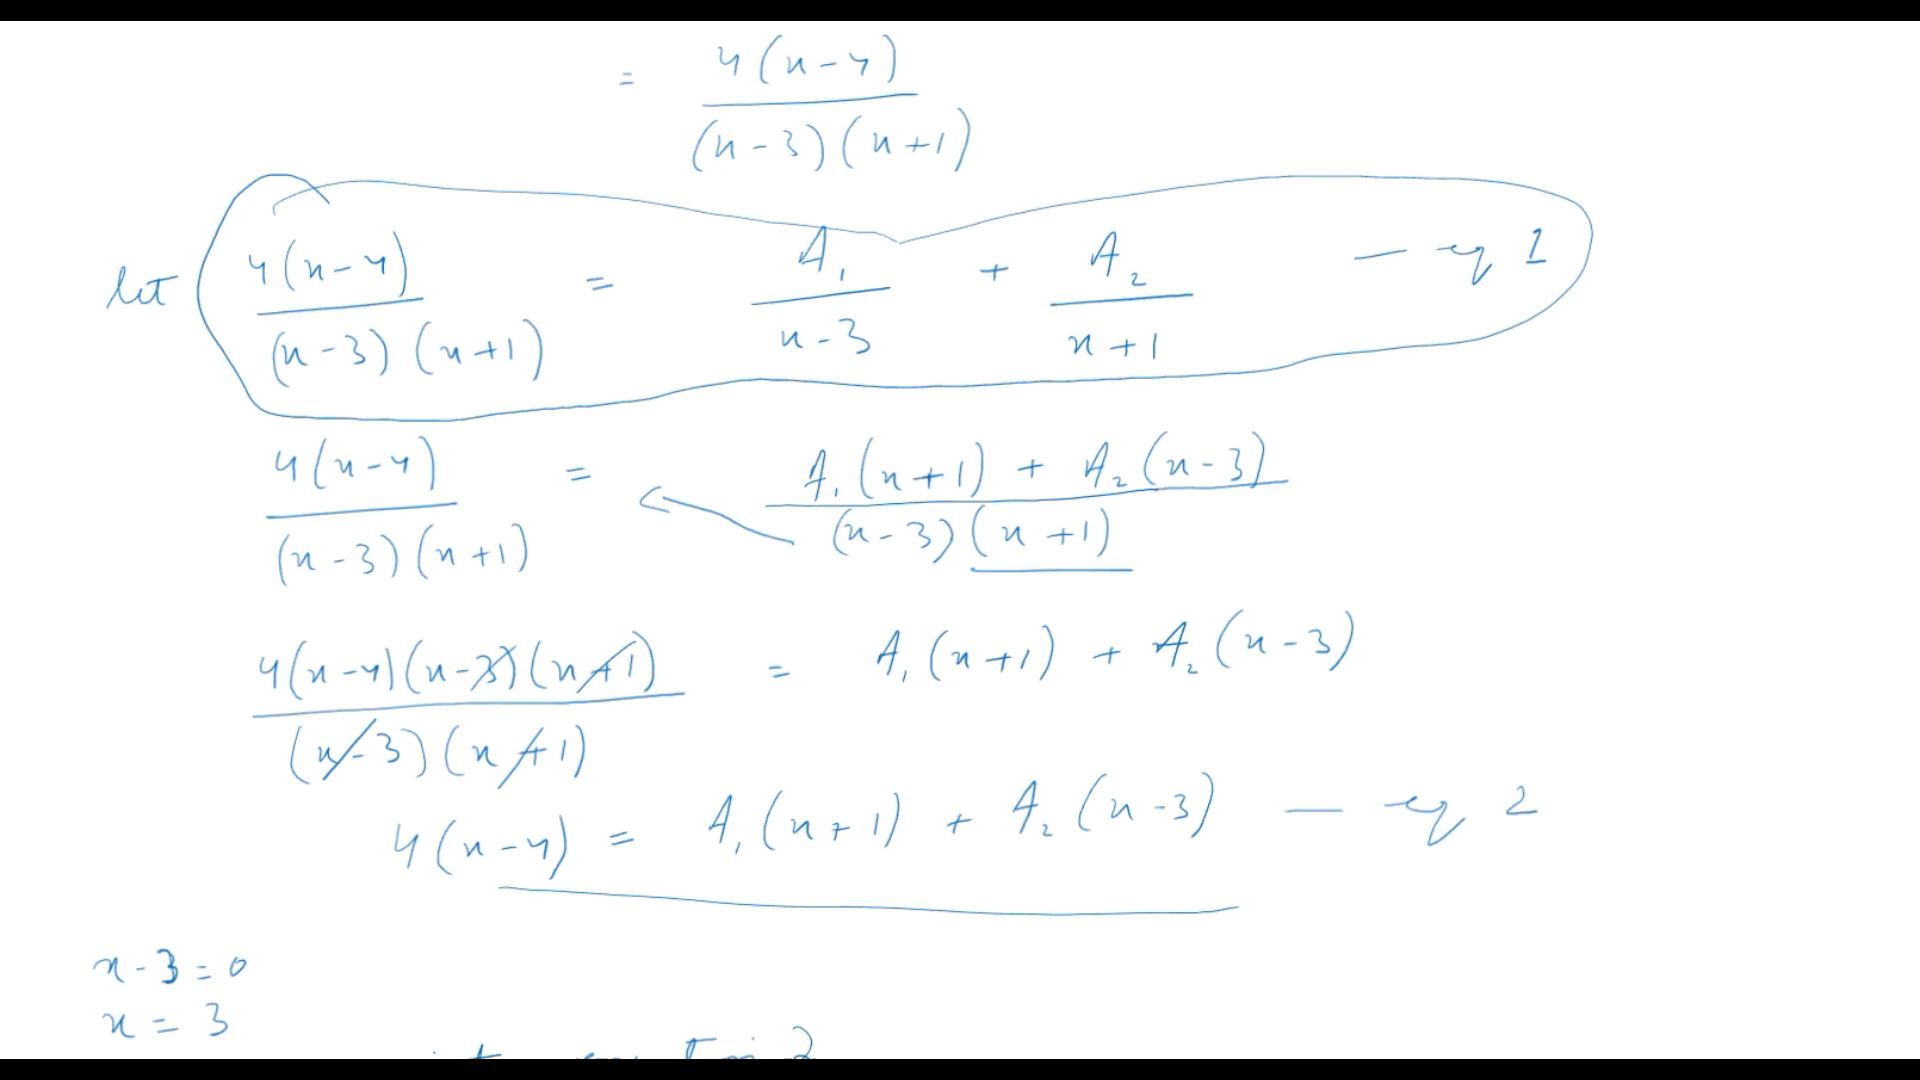 = 4(x-4)/(x-3)(x+1)
let 4(x-4)/(x-3)(x+1) = A₁/x-3 + A₂/x+1 — eq 1
4(x-4)/(x-3)(x+1) = A₁(x+1) + A₂(x-3)/(x-3)(x+1)
4(x-4)(x-3)(x+1)/(x-3)(x+1) = A₁(x+1) + A₂(x-3)
4(x-4) = A₁(x+1) + A₂(x-3) — eq 2
x-3=0
x = 3